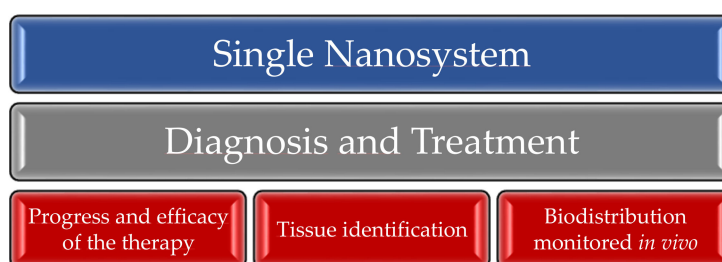 Single Nanosystem
Diagnosis and Treatment
Progress and efficacy
of the therapy
Tissue identification
Biodistribution
monitored in vivo